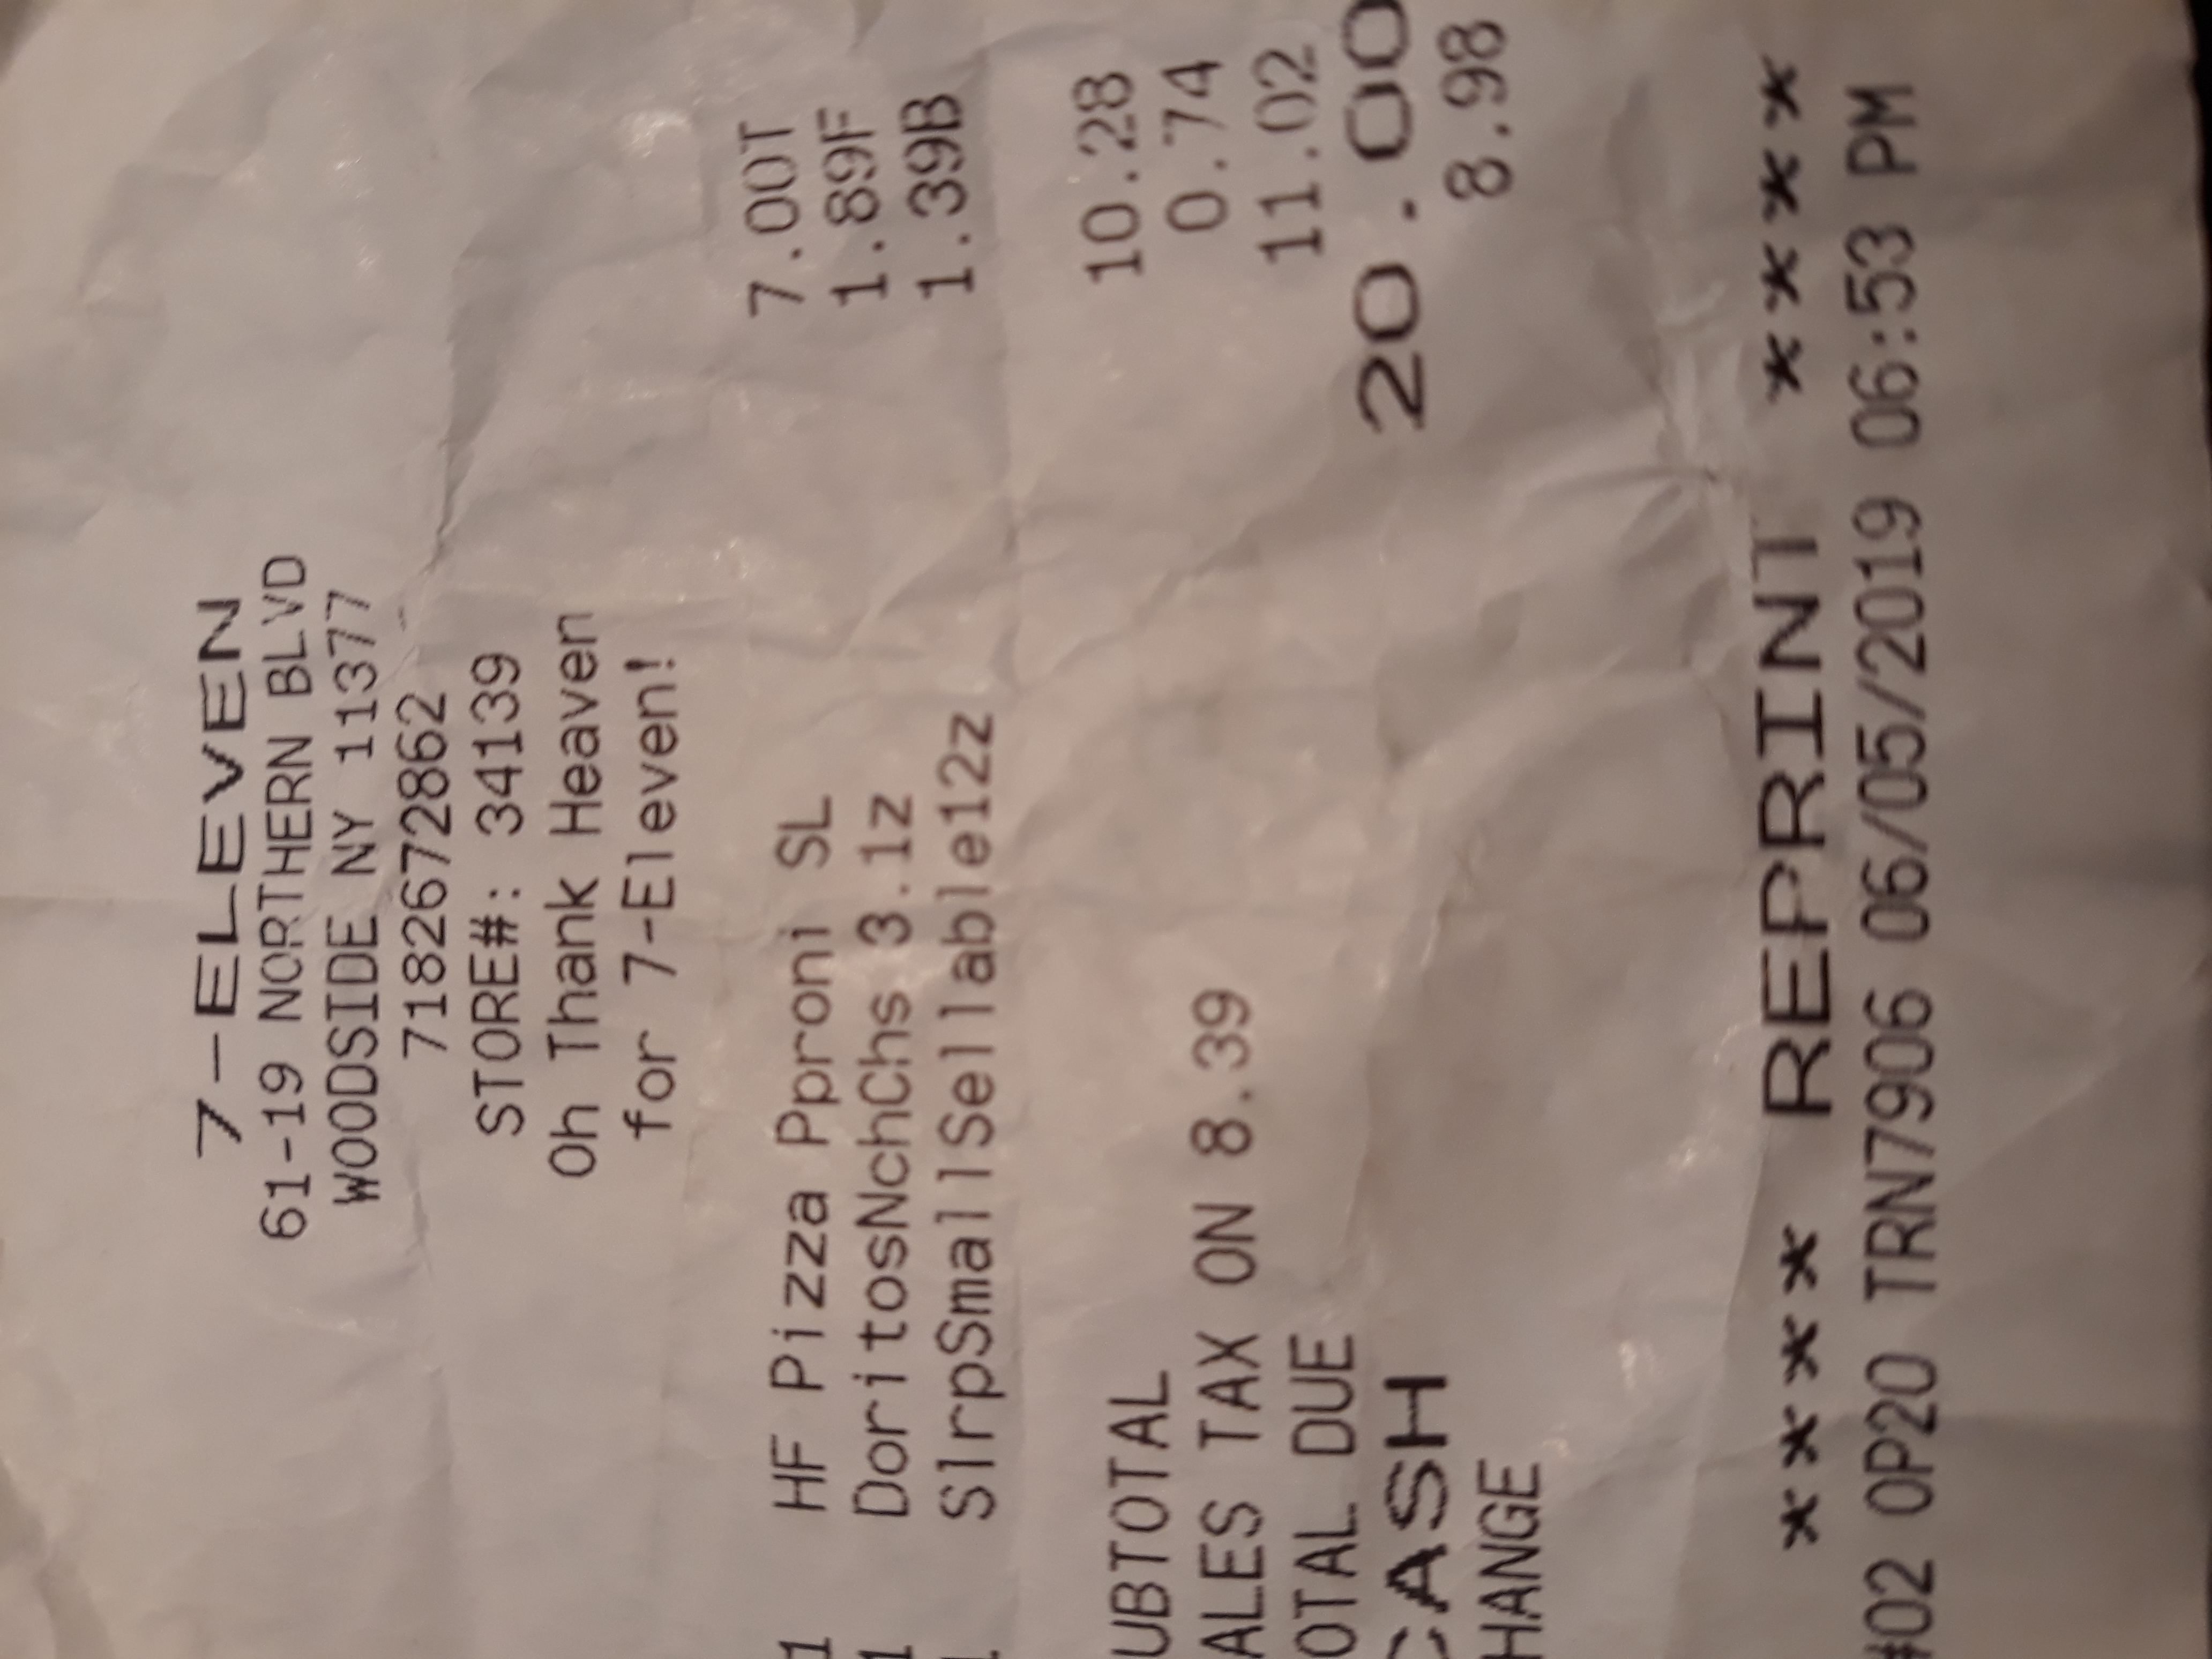 7-ELEVEN
61-19 NORTHERN BLVD
WOODSIDE NY 11377
7182672862
STORE#: 34139
Oh Thank Heaven
for 7-Eleven!
1 HF Pizza Pproni SL 7.00T
1 DoritosNchChs 3.1z 1.89F
1 SlrpSmallSellable12z 1.39B
UBTOTAL 10.28
ALES TAX ON 8.39 0.74
OTAL DUE 11.02
CASH 20.00
HANGE 8.98
**** REPRINT ****
#02 OP20 TRN7906 06/05/2019 06:53 PM